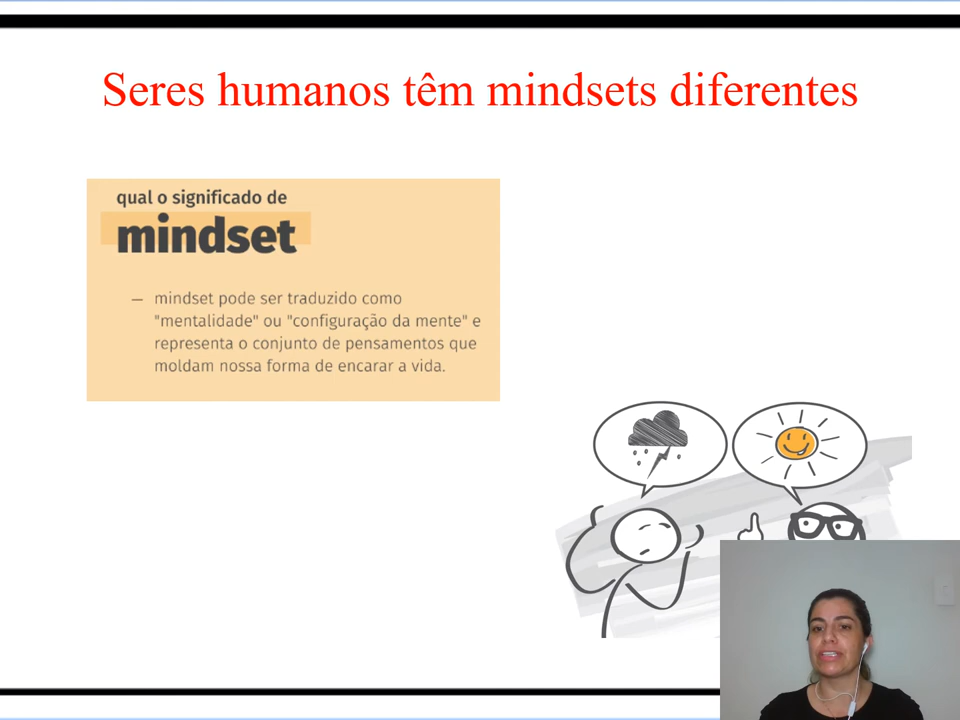 Seres humanos têm mindsets diferentes
qual o significado de
mindset
— mindset pode ser traduzido como
"mentalidade" ou "configuração da mente" e
representa o conjunto de pensamentos que
moldam nossa forma de encarar a vida.